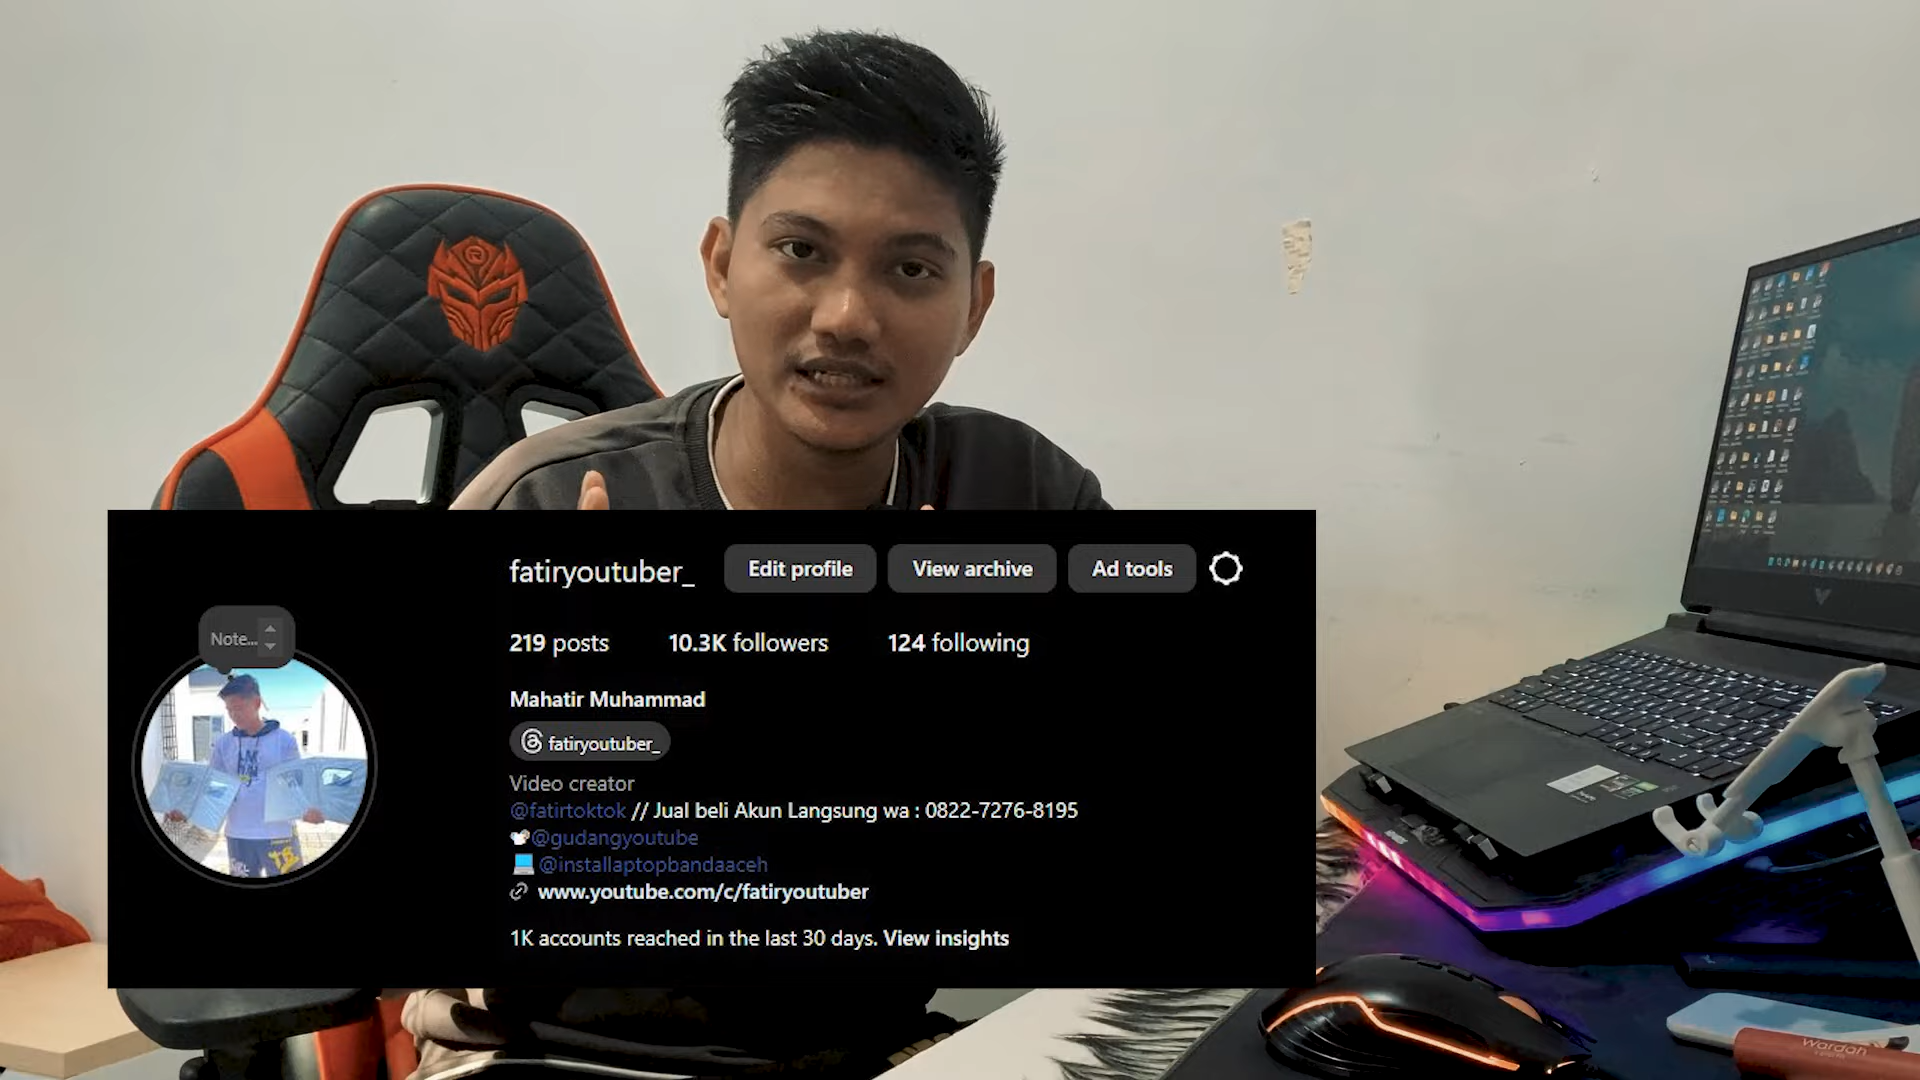 fatiryoutuber_ Edit profile View archive Ad tools
Note...
219 posts 10.3K followers 124 following
Mahatir Muhammad
fatiryoutuber_
Video creator
@fatirtoktok // Jual beli Akun Langsung wa : 0822-7276-8195
@gudangyoutube
@installaptopbandaaceh
www.youtube.com/c/fatiryoutuber
1K accounts reached in the last 30 days. View insights
wardah